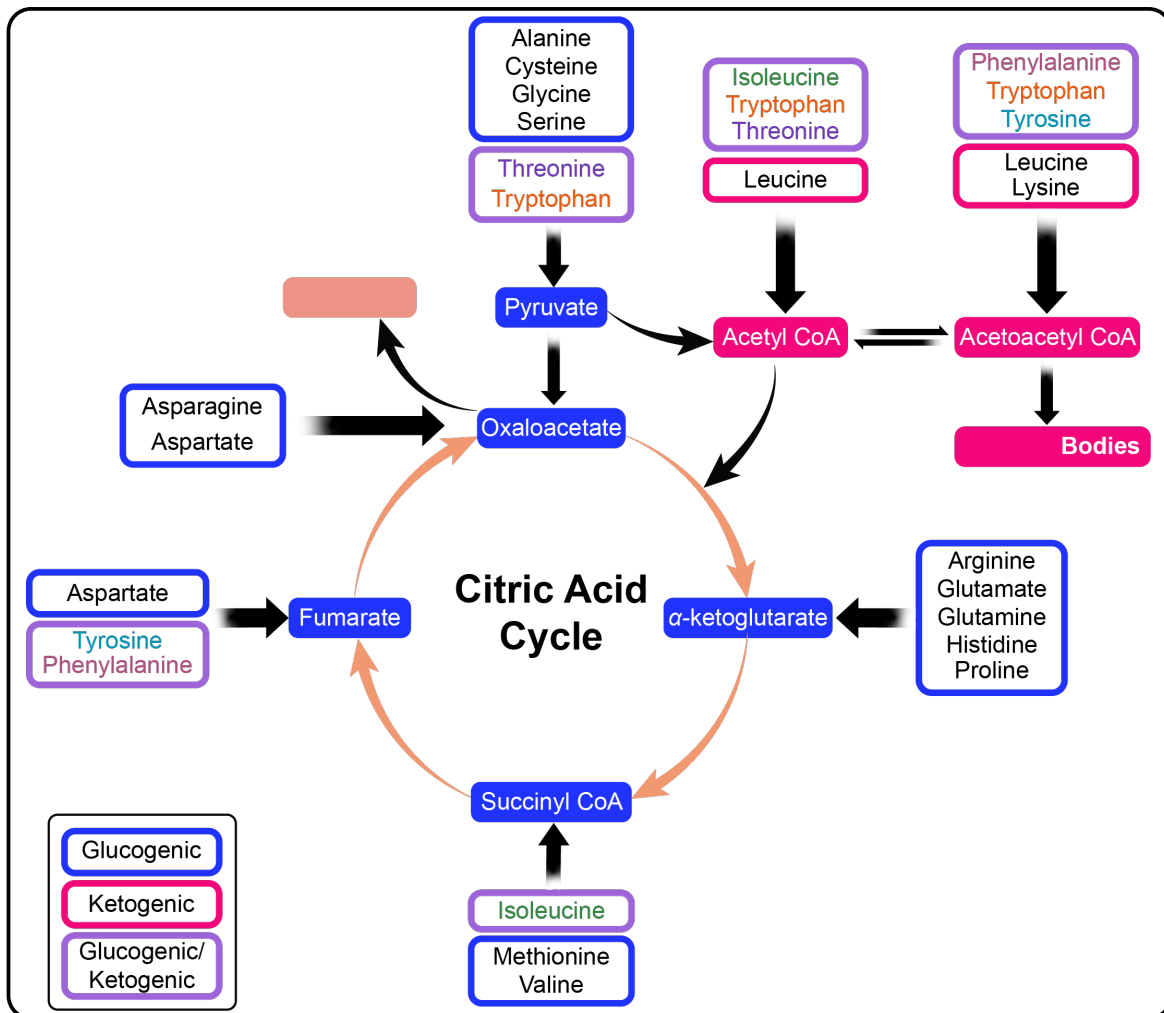 Alanine
Cysteine
Glycine
Serine
Threonine
Tryptophan
Isoleucine
Tryptophan
Threonine
Leucine
Phenylalanine
Tryptophan
Tyrosine
Leucine
Lysine
Pyruvate
Acetyl CoA
Acetoacetyl CoA
Bodies
Asparagine
Aspartate
Oxaloacetate
Aspartate
Tyrosine
Phenylalanine
Fumarate
Citric Acid
Cycle
α-ketoglutarate
Arginine
Glutamate
Glutamine
Histidine
Proline
Succinyl CoA
Isoleucine
Methionine
Valine
Glucogenic
Ketogenic
Glucogenic/
Ketogenic